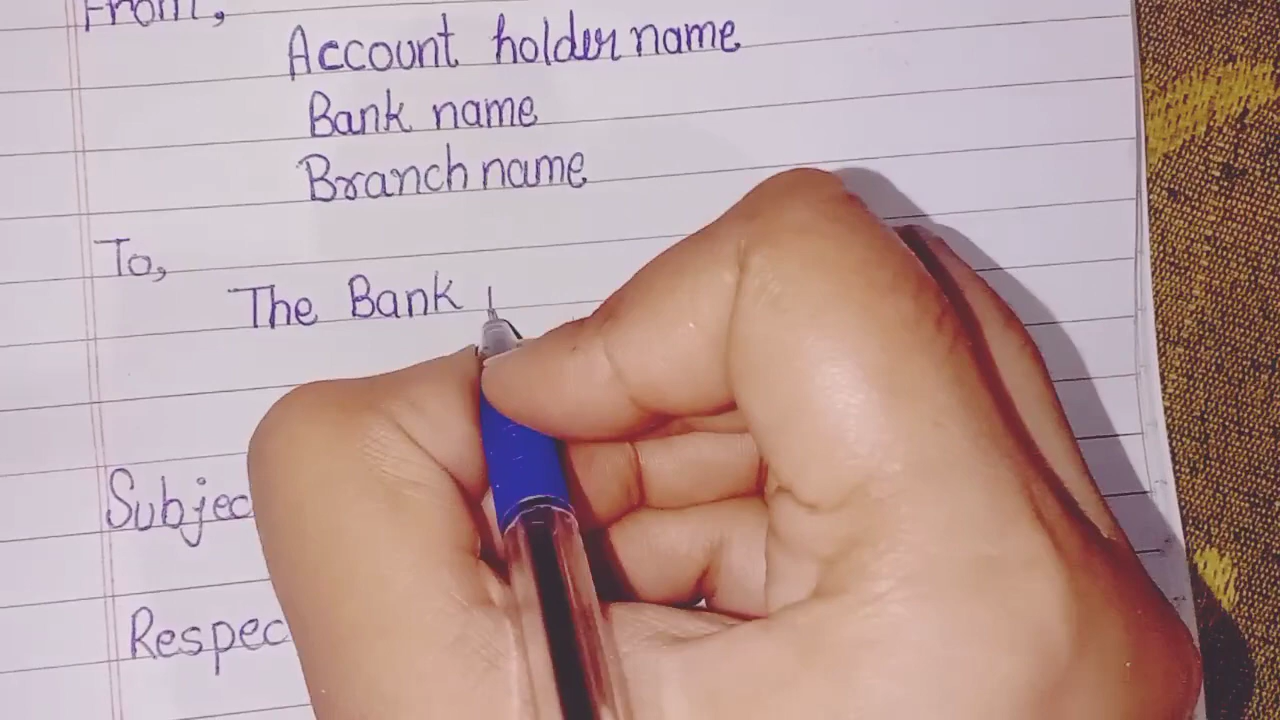 From,
Account holder name
Bank name
Branch name
To,
The Bank
Subjec
Respec